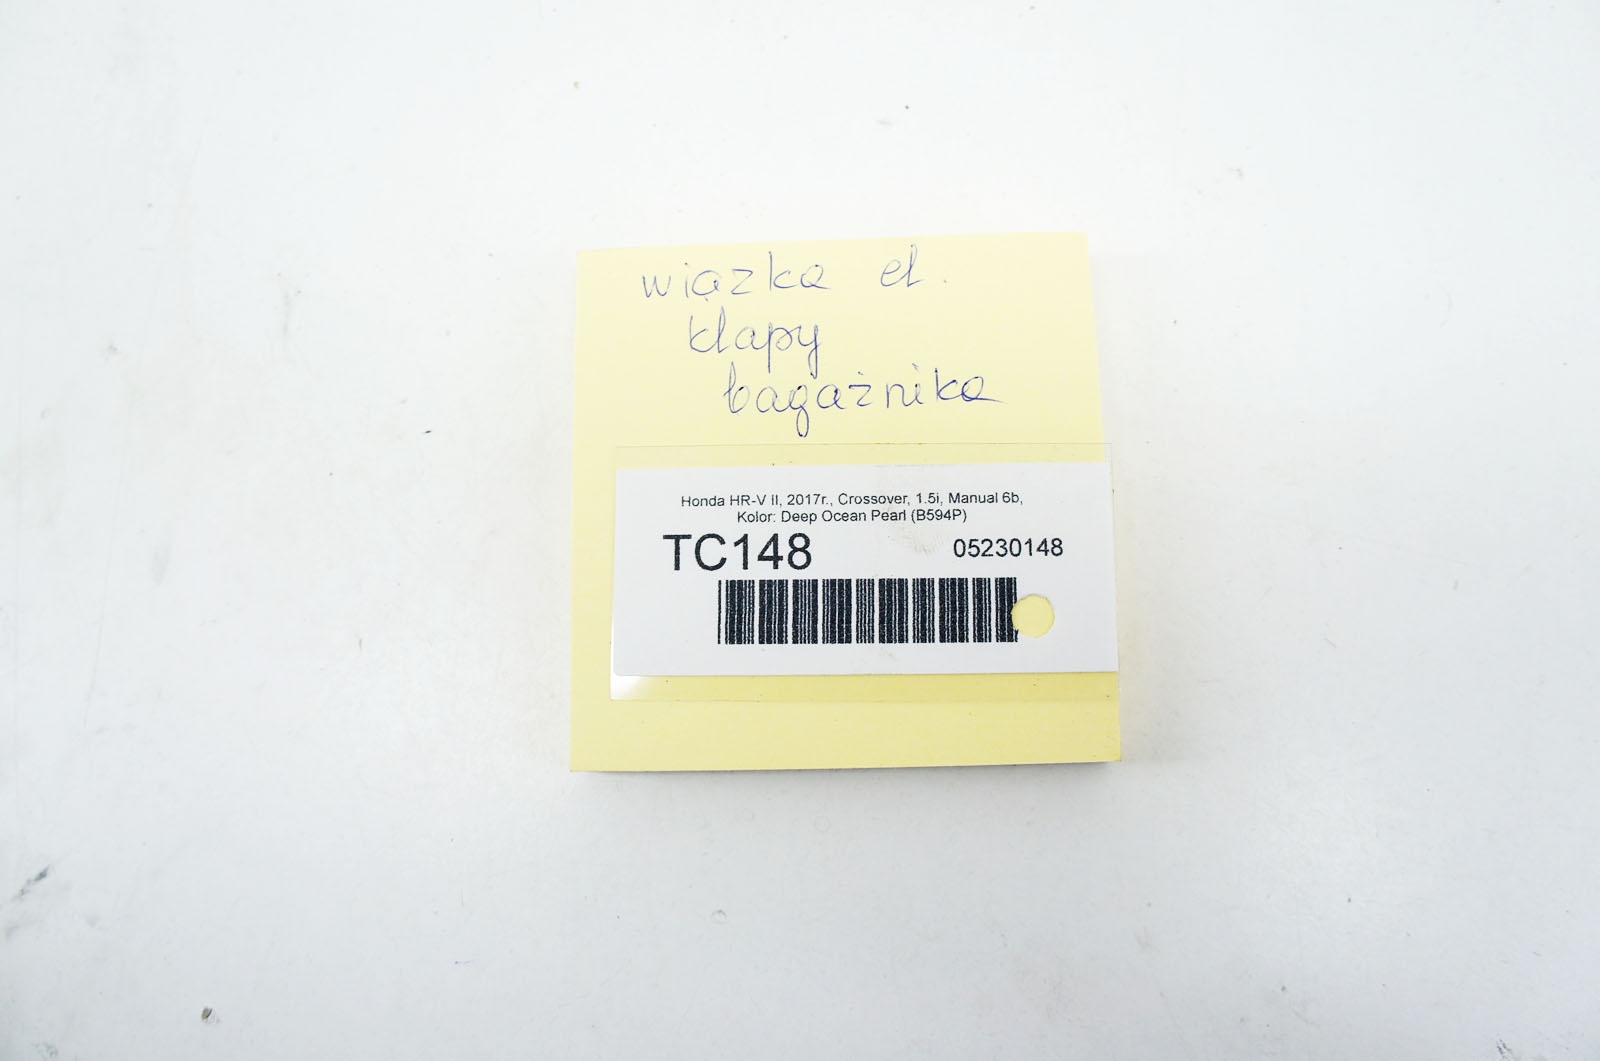 wiązka el.
klapy
bagażnika
Honda HR-V II, 2017r., Crossover, 1.5i, Manual 6b,
Kolor: Deep Ocean Pearl (B594P)
TC148 05230148